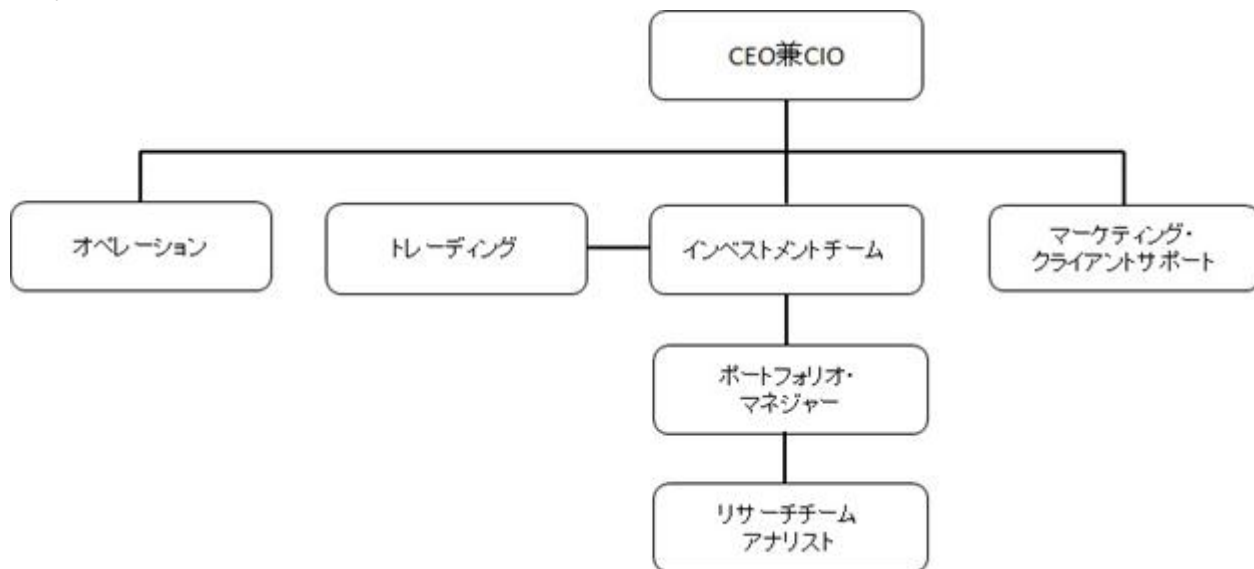 CEO兼CIO
オペレーション
トレーディング
インベストメントチーム
マーケティング・
クライアントサポート
ポートフォリオ・
マネジャー
リサーチチーム
アナリスト